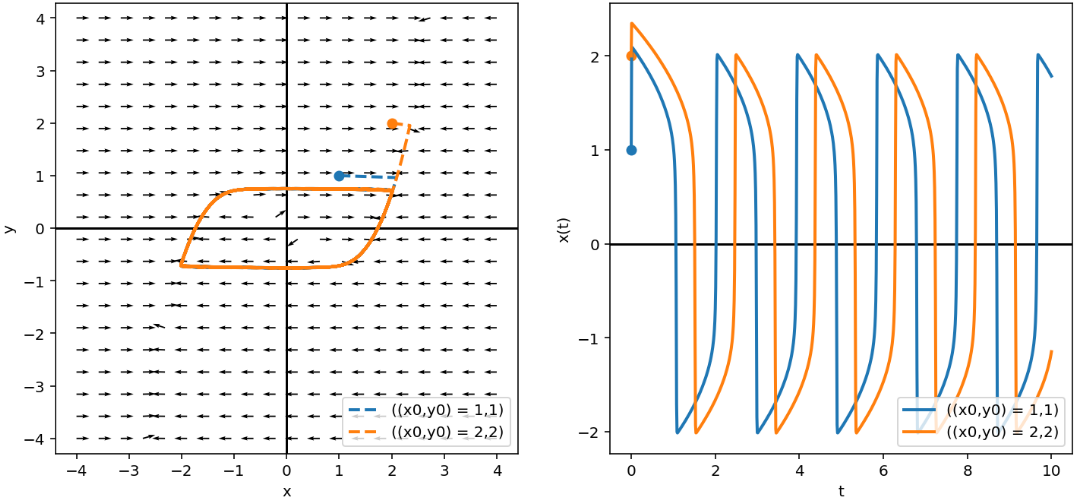 4
3
2
1
0
−1
−2
−3
−4
y
−4 −3 −2 −1 0 1 2 3 4
x
((x0,y0) = 1,1)
((x0,y0) = 2,2)
2
1
0
−1
−2
x(t)
0 2 4 6 8 10
t
((x0,y0) = 1,1)
((x0,y0) = 2,2)